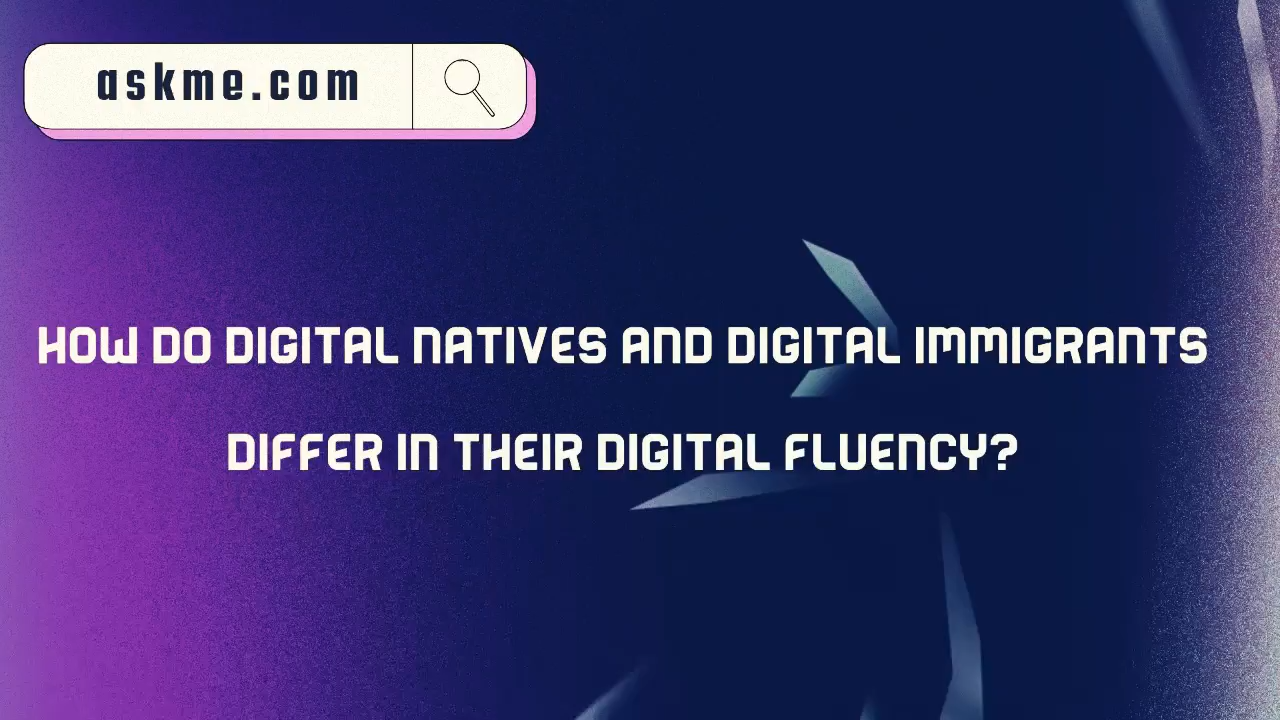 askme.com
HOW DO DIGITAL NATIVES AND DIGITAL IMMIGRANTS
DIFFER IN THEIR DIGITAL FLUENCY?